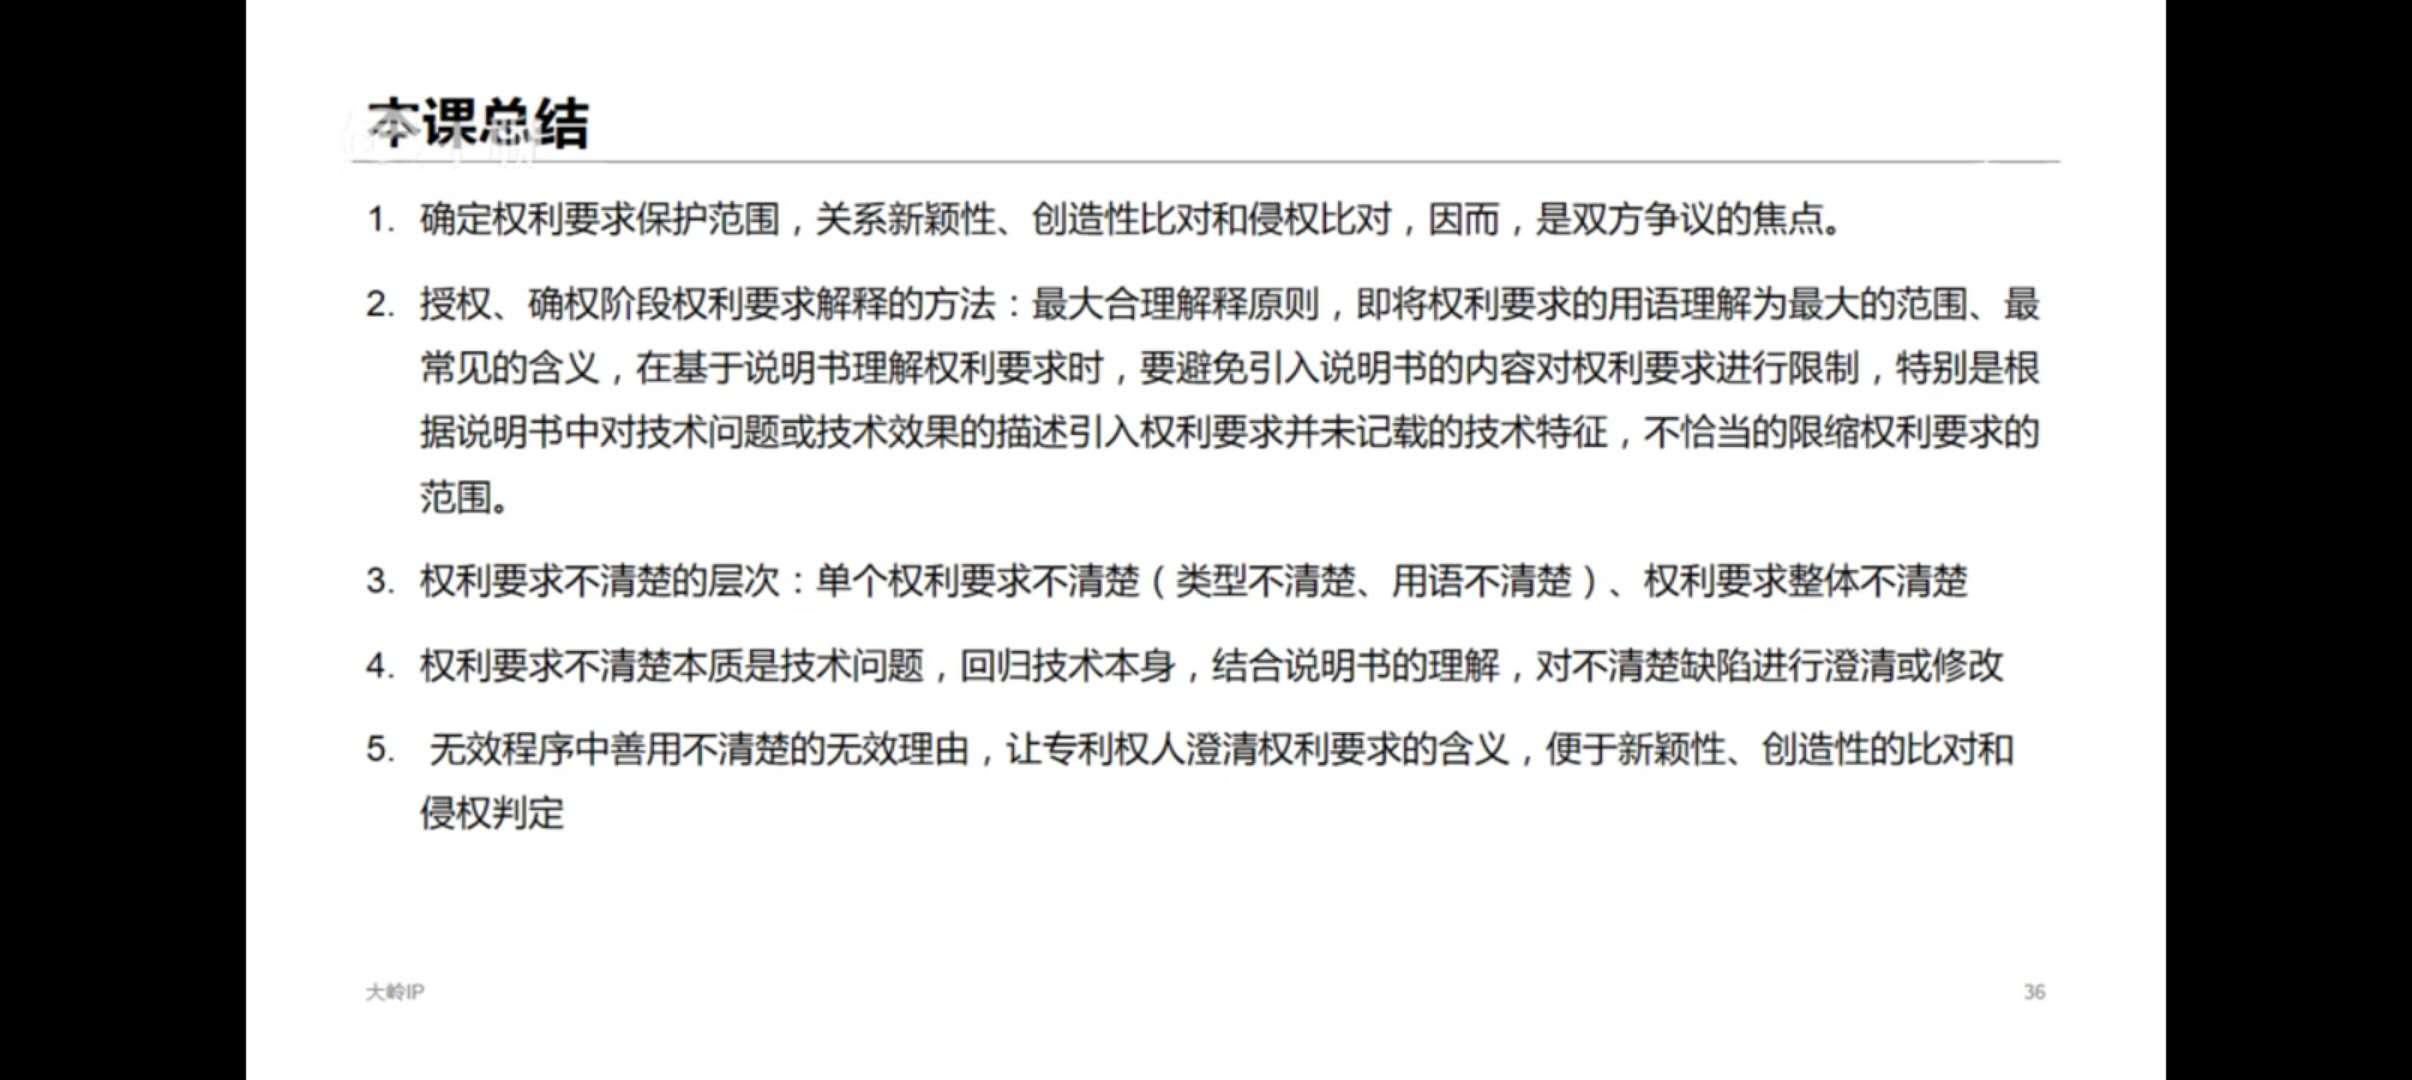 本课总结
1. 确定权利要求保护范围，关系新颖性、创造性比对和侵权比对，因而，是双方争议的焦点。
2. 授权、确权阶段权利要求解释的方法：最大合理解释原则，即将权利要求的用语理解为最大的范围、最
常见的含义，在基于说明书理解权利要求时，要避免引入说明书的内容对权利要求进行限制，特别是根
据说明书中对技术问题或技术效果的描述引入权利要求并未记载的技术特征，不恰当的限缩权利要求的
范围。
3. 权利要求不清楚的层次：单个权利要求不清楚（类型不清楚、用语不清楚）、权利要求整体不清楚
4. 权利要求不清楚本质是技术问题，回归技术本身，结合说明书的理解，对不清楚缺陷进行澄清或修改
5. 无效程序中善用不清楚的无效理由，让专利权人澄清权利要求的含义，便于新颖性、创造性的比对和
侵权判定
大岭IP
36